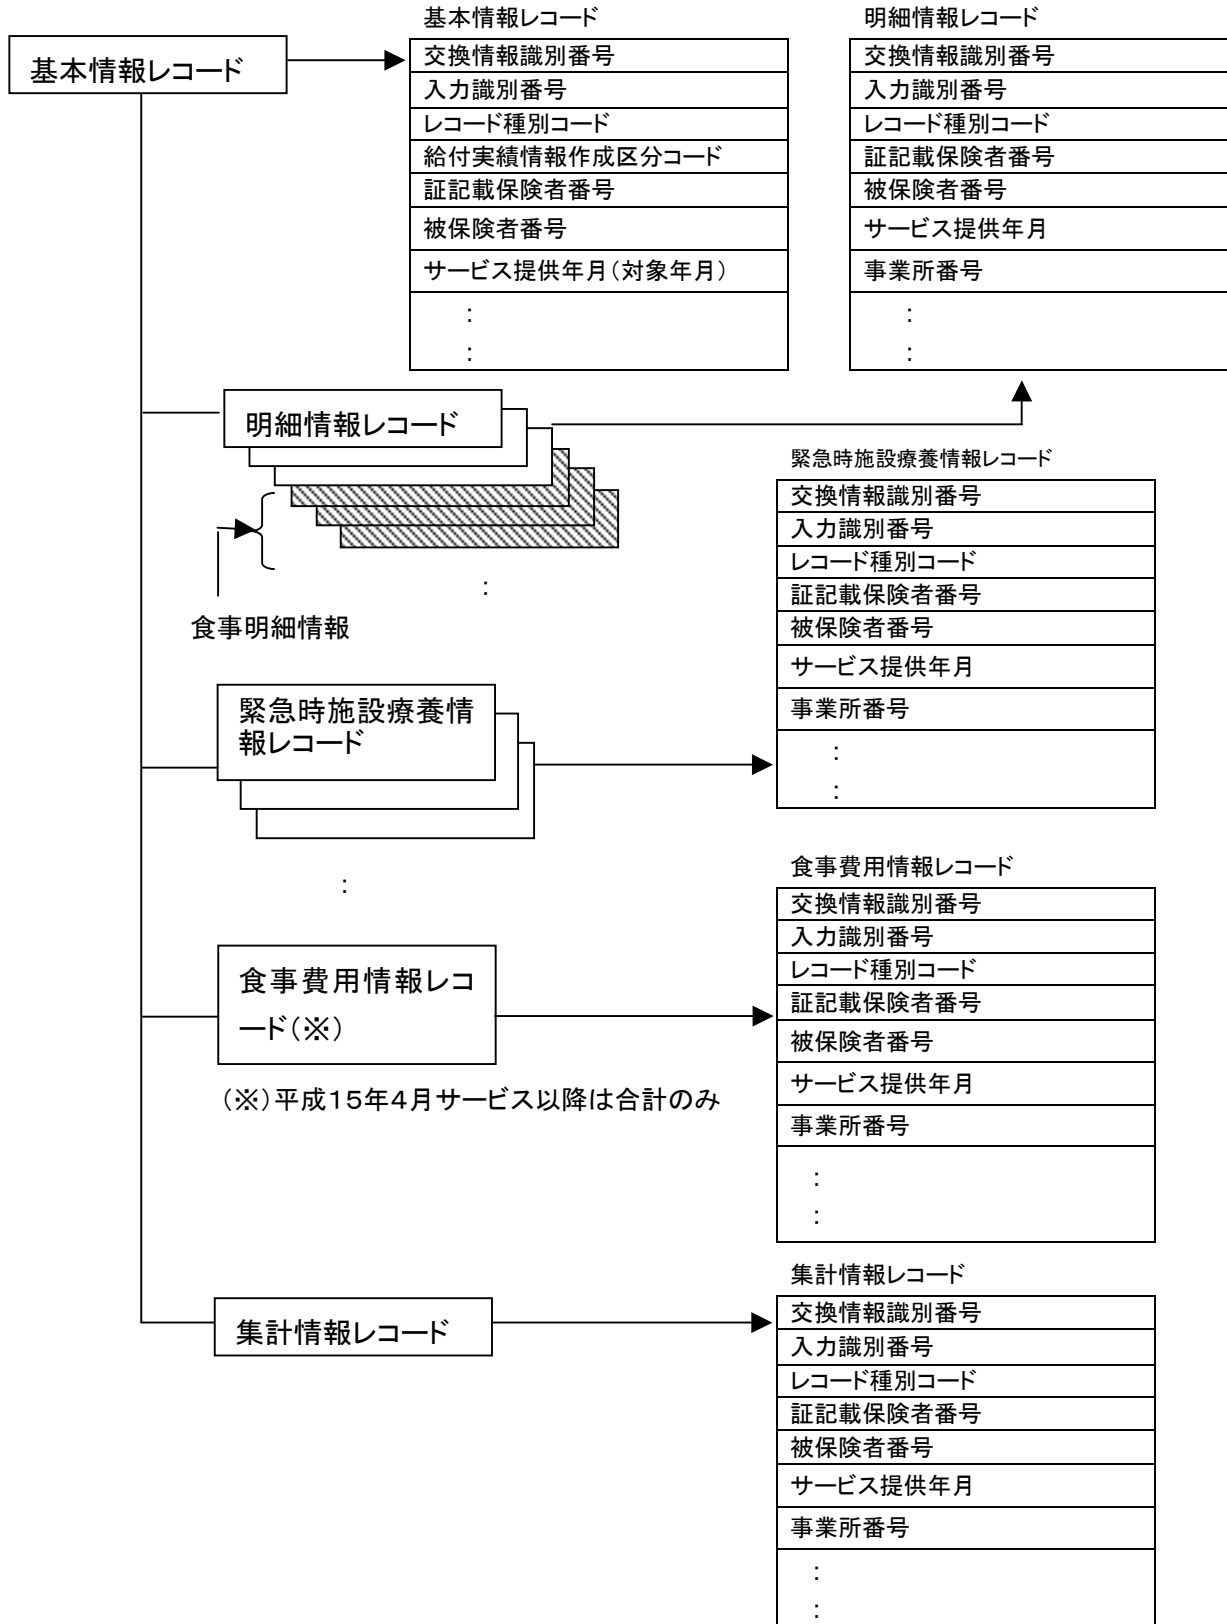 基本情報レコード
基本情報レコード
交換情報識別番号
入力識別番号
レコード種別コード
給付実績情報作成区分コード
証記載保険者番号
被保険者番号
サービス提供年月(対象年月)
:
:
明細情報レコード
交換情報識別番号
入力識別番号
レコード種別コード
証記載保険者番号
被保険者番号
サービス提供年月
事業所番号
:
:
明細情報レコード
:
食事明細情報
緊急時施設療養情報レコード
交換情報識別番号
入力識別番号
レコード種別コード
証記載保険者番号
被保険者番号
サービス提供年月
事業所番号
:
:
緊急時施設療養情
報レコード
:
食事費用情報レコード
交換情報識別番号
入力識別番号
レコード種別コード
証記載保険者番号
被保険者番号
サービス提供年月
事業所番号
:
:
食事費用情報レコ
ード(※)
(※)平成15年4月サービス以降は合計のみ
集計情報レコード
集計情報レコード
交換情報識別番号
入力識別番号
レコード種別コード
証記載保険者番号
被保険者番号
サービス提供年月
事業所番号
:
: